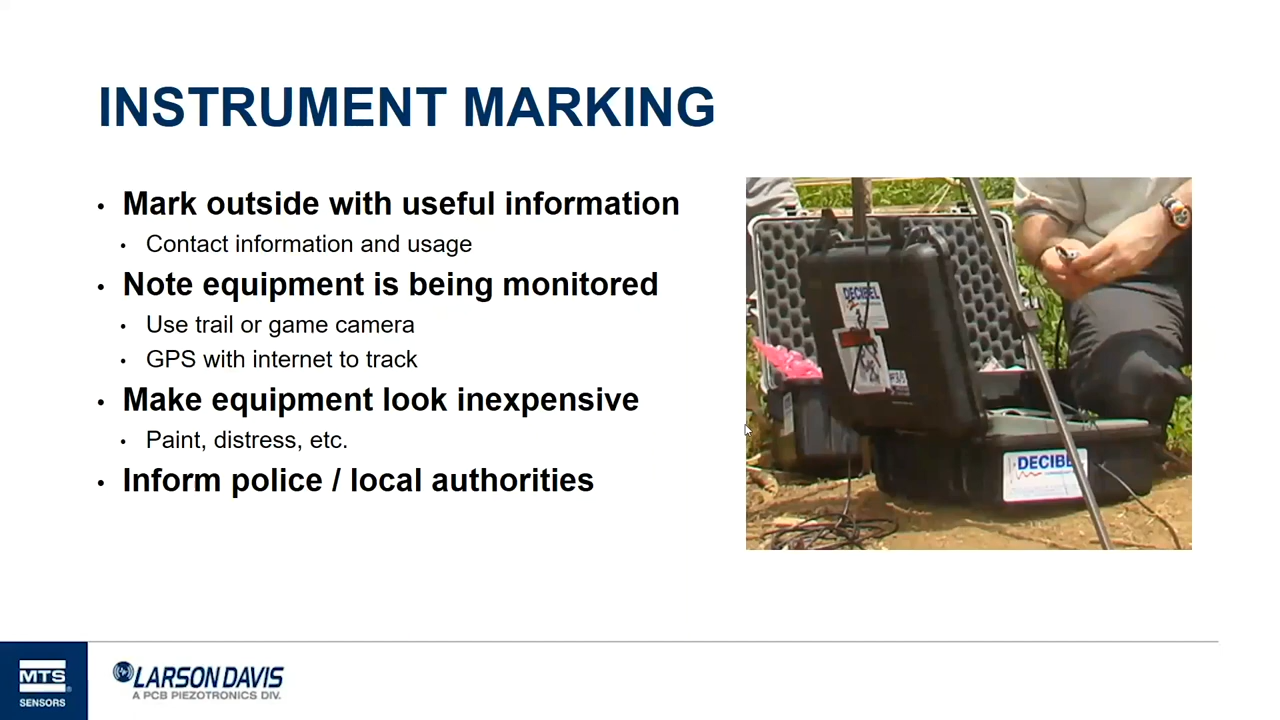 INSTRUMENT MARKING
• Mark outside with useful information
• Contact information and usage
• Note equipment is being monitored
• Use trail or game camera
• GPS with internet to track
• Make equipment look inexpensive
• Paint, distress, etc.
• Inform police / local authorities
DECIBEL
DECIBEL
MTS
SENSORS
LARSON DAVIS
A PCB PIEZOTRONICS DIV.